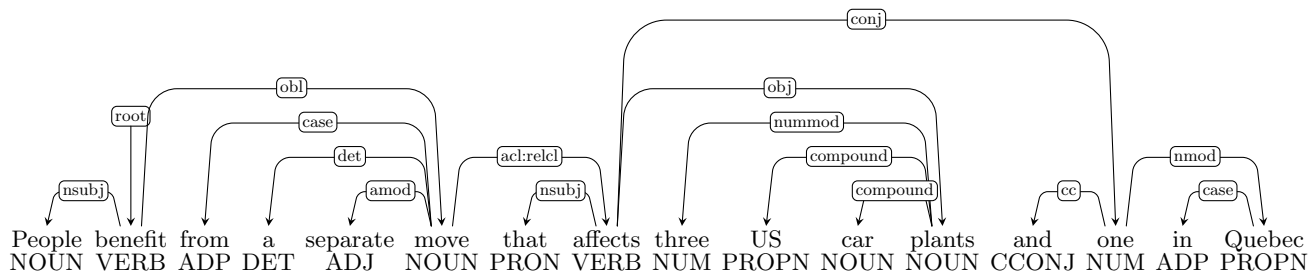 conj
obl obj
root case nummod
det acl:relcl compound nmod
nsubj amod nsubj compound cc case
People benefit from a separate move that affects three US car plants and one in Quebec
NOUN VERB ADP DET ADJ NOUN PRON VERB NUM PROPN NOUN NOUN CCONJ NUM ADP PROPN